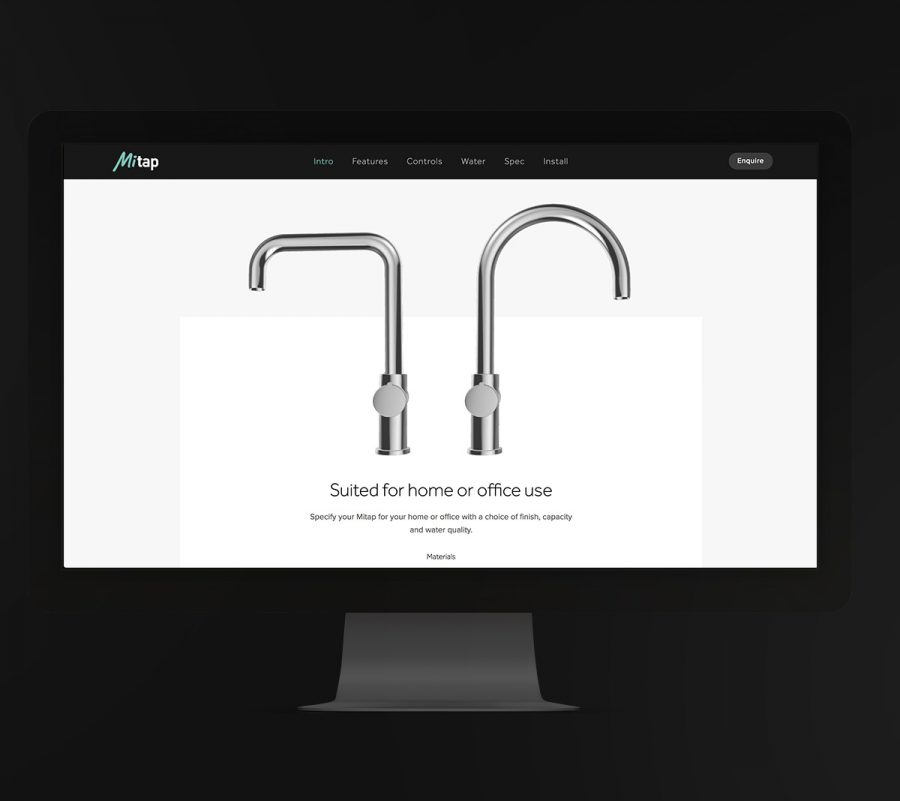 Mitap
Intro Features Controls Water Spec Install
Enquire
Suited for home or office use
Specify your Mitap for your home or office with a choice of finish, capacity
and water quality.
Materials